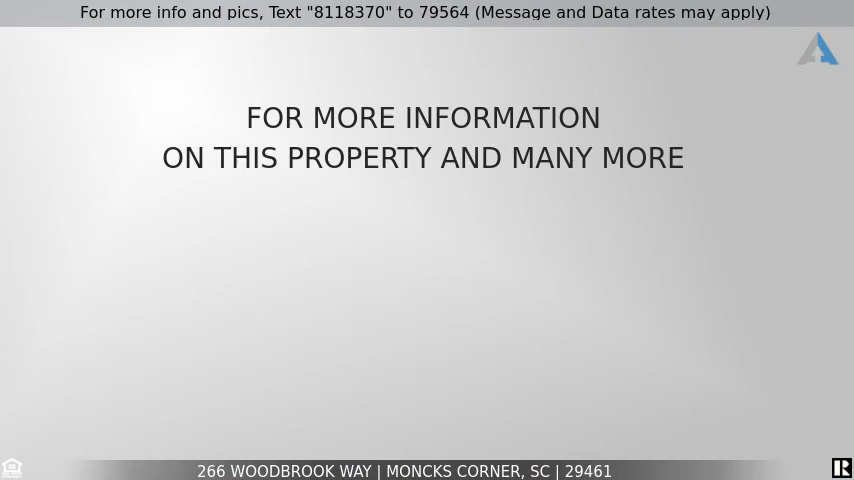 For more info and pics, Text "8118370" to 79564 (Message and Data rates may apply)
FOR MORE INFORMATION
ON THIS PROPERTY AND MANY MORE
266 WOODBROOK WAY | MONCKS CORNER, SC | 29461